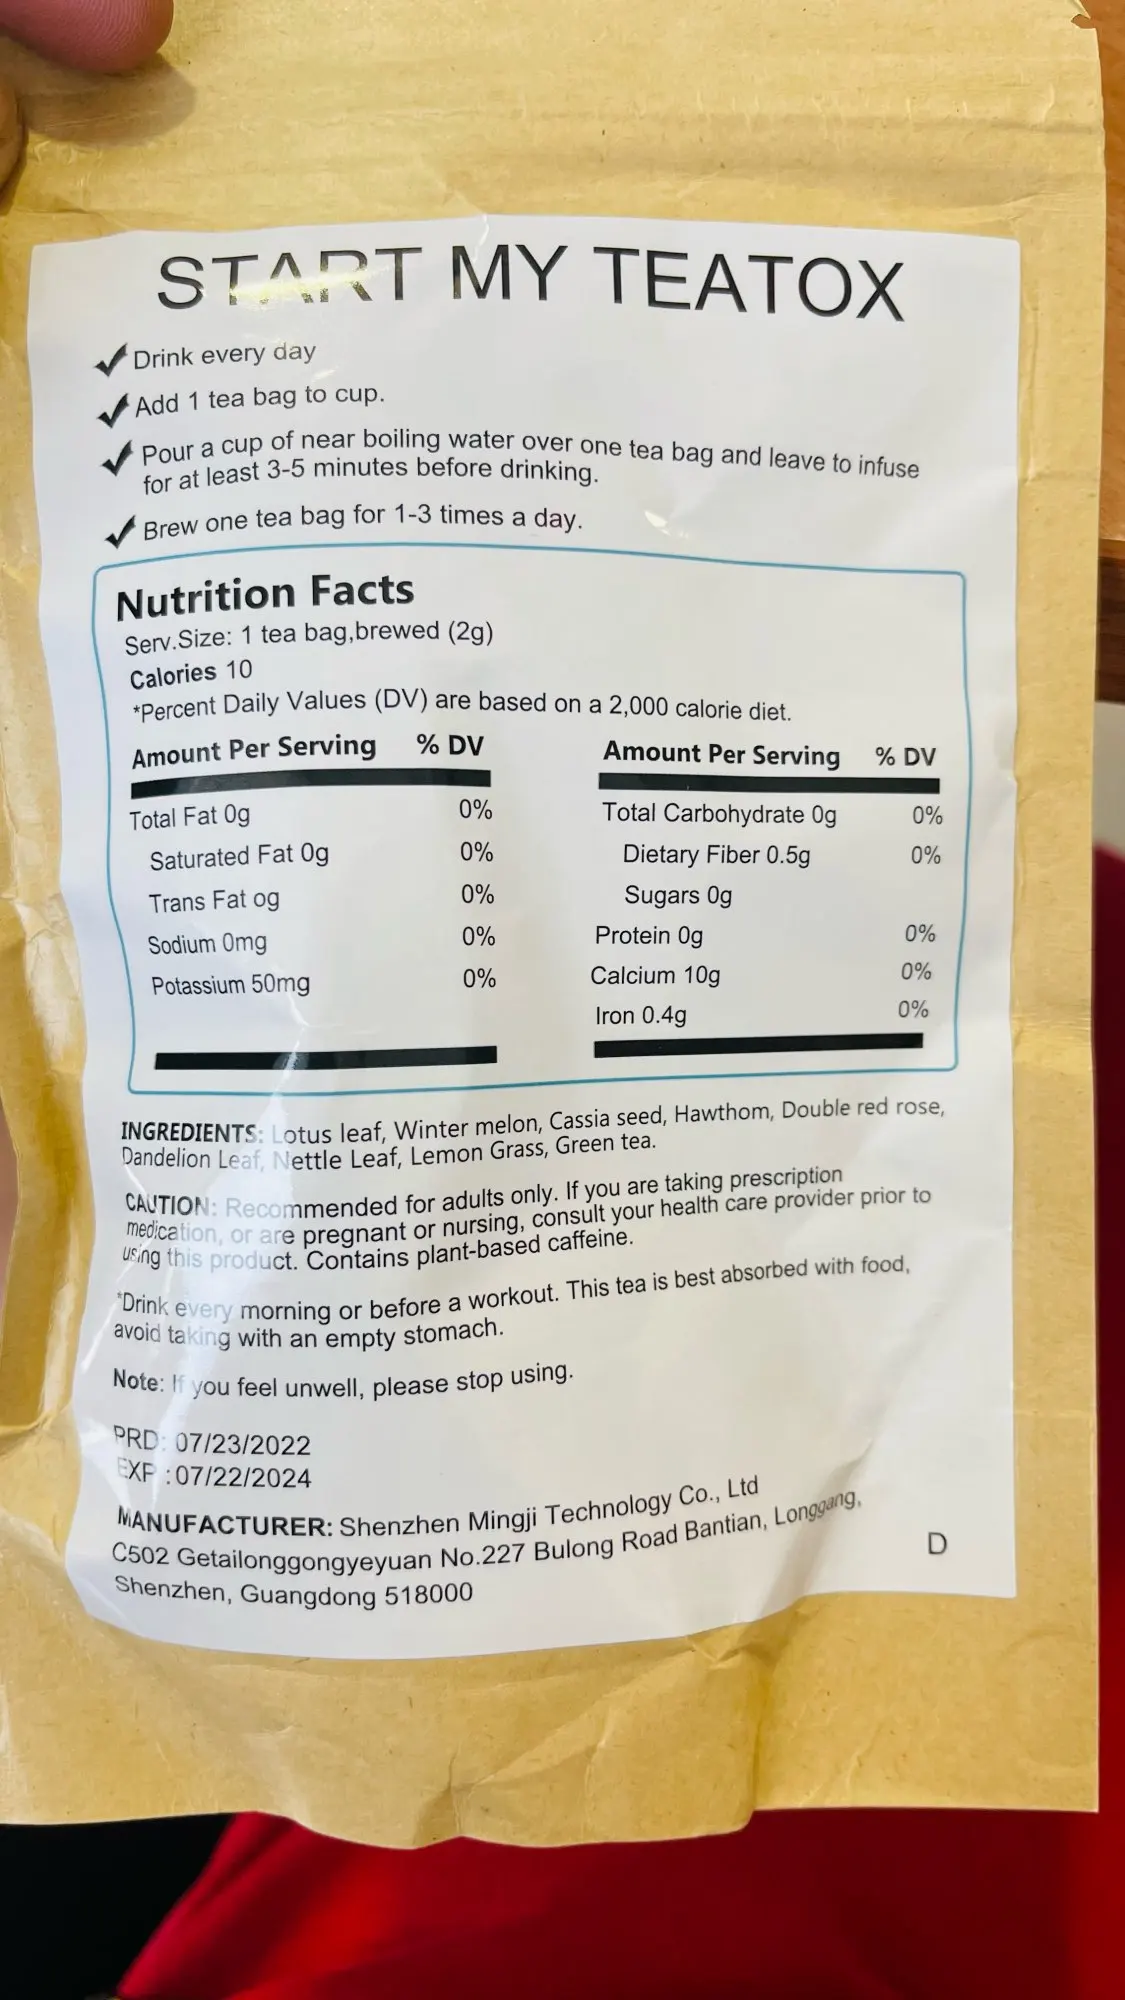 START MY TEATOX
Drink every day
Add 1 tea bag to cup.
Pour a cup of near boiling water over one tea bag and leave to infuse
for at least 3-5 minutes before drinking.
Brew one tea bag for 1-3 times a day.
Nutrition Facts
Serv.Size: 1 tea bag,brewed (2g)
Calories 10
*Percent Daily Values (DV) are based on a 2,000 calorie diet.
Amount Per Serving % DV
Total Fat 0g 0%
Saturated Fat 0g 0%
Trans Fat og 0%
Sodium 0mg 0%
Potassium 50mg 0%
Amount Per Serving % DV
Total Carbohydrate 0g 0%
Dietary Fiber 0.5g 0%
Sugars 0g
Protein 0g 0%
Calcium 10g 0%
Iron 0.4g 0%
INGREDIENTS: Lotus leaf, Winter melon, Cassia seed, Hawthom, Double red rose,
Dandelion Leaf, Nettle Leaf, Lemon Grass, Green tea.
CAUTION: Recommended for adults only. If you are taking prescription
medication, or are pregnant or nursing, consult your health care provider prior to
using this product. Contains plant-based caffeine.
*Drink every morning or before a workout. This tea is best absorbed with food,
avoid taking with an empty stomach.
Note: If you feel unwell, please stop using.
PRD: 07/23/2022
EXP :07/22/2024
MANUFACTURER: Shenzhen Mingji Technology Co., Ltd
C502 Getailonggongyeyuan No.227 Bulong Road Bantian, Longgang,
Shenzhen, Guangdong 518000
D